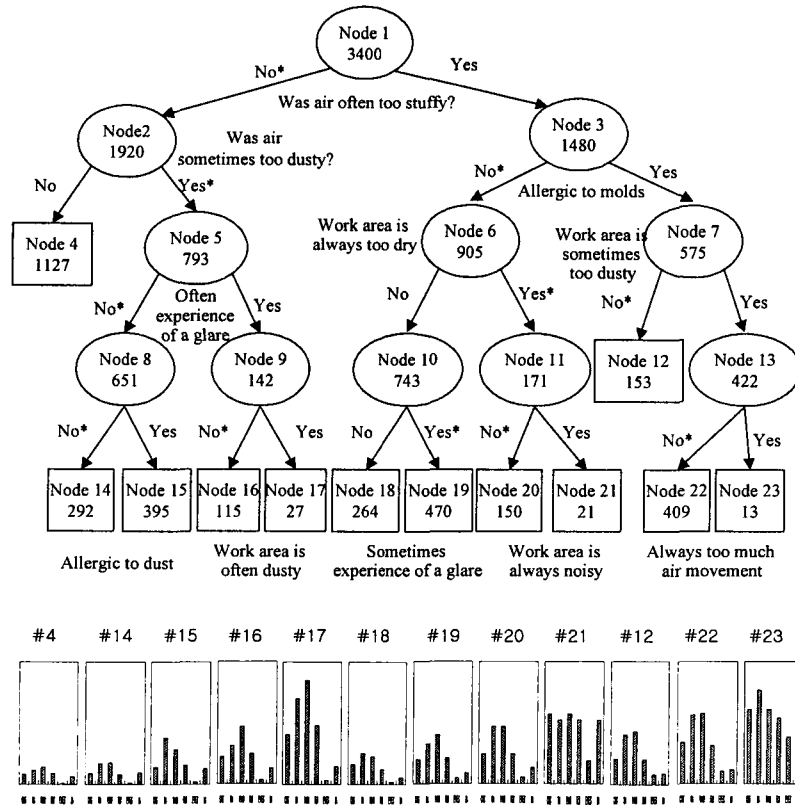 Node 1
3400
No*
Yes
Was air often too stuffy?
Node2
1920
Was air
sometimes too dusty?
Node 3
1480
No
Yes*
No*
Yes
Allergic to molds
Node 4
1127
Node 5
793
Work area is
always too dry
Node 6
905
Work area is
sometimes
too dusty
Node 7
575
No*
Often
experience
of a glare
Yes
No
Yes*
No*
Yes
Node 8
651
Node 9
142
Node 10
743
Node 11
171
Node 12
153
Node 13
422
No*
Yes
No*
Yes
No
Yes*
No*
Yes
No*
Yes
Node 14
292
Node 15
395
Node 16
115
Node 17
27
Node 18
264
Node 19
470
Node 20
150
Node 21
21
Node 22
409
Node 23
13
Allergic to dust
Work area is
often dusty
Sometimes
experience of a glare
Work area is
always noisy
Always too much
air movement
#4 #14 #15 #16 #17 #18 #19 #20 #21 #12 #22 #23